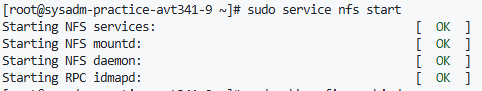 [root@sysadm-practice-avt341-9 ~]# sudo service nfs start
Starting NFS services:                                     [  OK  ]
Starting NFS mountd:                                       [  OK  ]
Starting NFS daemon:                                       [  OK  ]
Starting RPC idmapd:                                       [  OK  ]